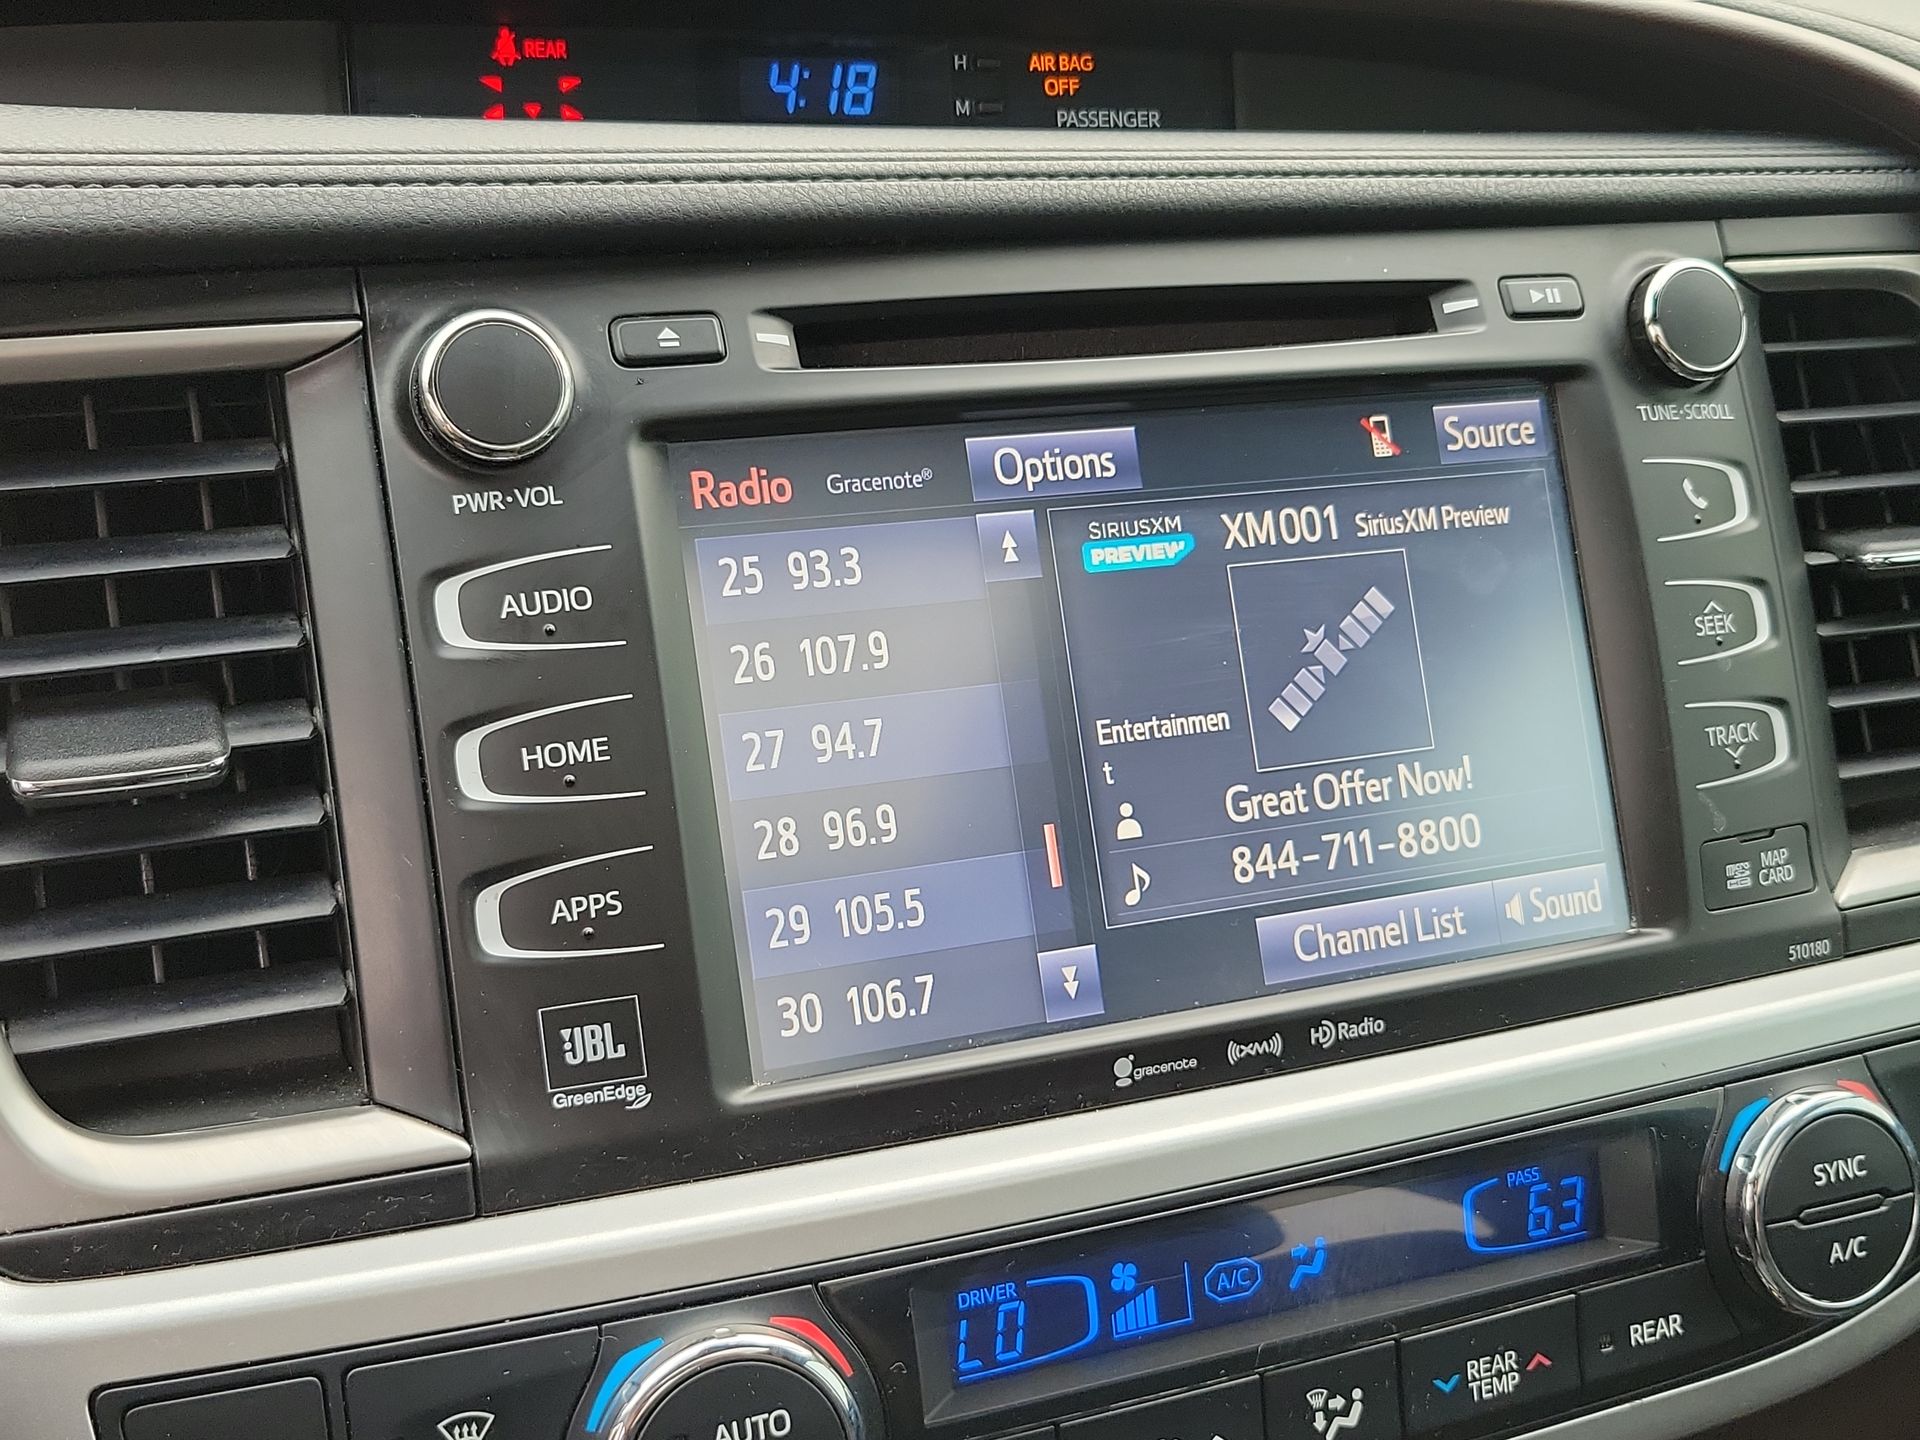 REAR
4:18
H
M
AIR BAG
OFF
PASSENGER
PWR·VOL
TUNE·SCROLL
AUDIO
HOME
APPS
JBL
GreenEdge
Radio
Gracenote®
Options
Source
25 93.3
26 107.9
27 94.7
28 96.9
29 105.5
30 106.7
SIRIUSXM
PREVIEW
XM001 SiriusXM Preview
Entertainmen
t
Great Offer Now!
844-711-8800
Channel List
Sound
SEEK
TRACK
MAP
CARD
510180
gracenote
((XM))
HD Radio
DRIVER
LO
A/C
PASS
63
SYNC
A/C
AUTO
REAR
TEMP
REAR